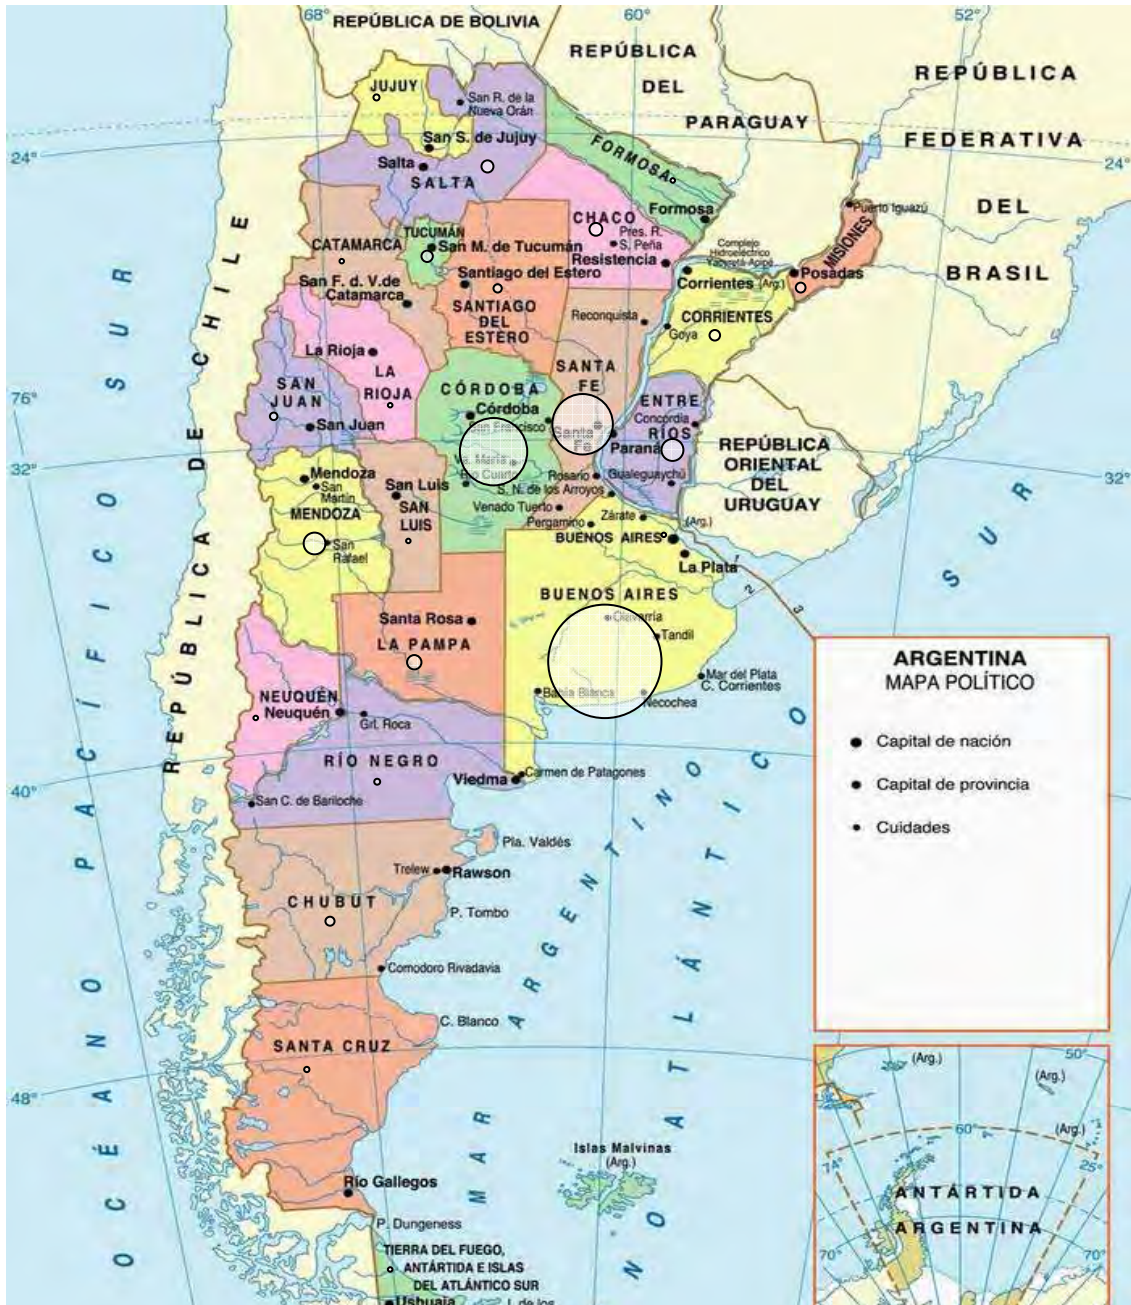 68°
60°
52°
REPÚBLICA DE BOLIVIA
REPÚBLICA
DEL
PARAGUAY
REPÚBLICA
FEDERATIVA
DEL
BRASIL
JUJUY
San R. de la
Nueva Orán
San S. de Jujuy
Salta
SALTA
24°
24°
FORMOSA
Formosa
CHACO
Pres. R.
S. Peña
Resistencia
Puerto Iguazú
MISIONES
Posadas
Complejo
Hidroeléctrico
Yacyretá-Apipé
(Arg.)
Corrientes
CORRIENTES
Goya
TUCUMÁN
San M. de Tucumán
CATAMARCA
San F. d. V.de
Catamarca
Santiago del Estero
SANTIAGO
DEL
ESTERO
Reconquista
SANTA
FE
La Rioja
LA
RIOJA
SAN
JUAN
San Juan
CÓRDOBA
Córdoba
San Francisco
Río Cuarto
Santa
Paraná
ENTRE
RÍOS
Concordia
Gualeguaychú
Rosario
S. N. de los Arroyos
Venado Tuerto
Pergamino
Zárate
(Arg.)
76°
32°
32°
REPÚBLICA
ORIENTAL
DEL
URUGUAY
Mendoza
San
Martín
MENDOZA
San
Rafael
San Luis
SAN
LUIS
BUENOS AIRES
La Plata
BUENOS AIRES
Olavarría
Tandil
Mar del Plata
C. Corrientes
Necochea
Bahía Blanca
1
2
3
Santa Rosa
LA PAMPA
NEUQUÉN
Neuquén
Grl. Roca
RÍO NEGRO
Viedma
Carmen de Patagones
San C. de Bariloche
40°
Pla. Valdés
Trelew
Rawson
CHUBUT
P. Tombo
Comodoro Rivadavia
C. Blanco
SANTA CRUZ
48°
Río Gallegos
P. Dungeness
TIERRA DEL FUEGO,
ANTÁRTIDA E ISLAS
DEL ATLÁNTICO SUR
Ushuaia
I. de los
Islas Malvinas
(Arg.)
REPÚBLICA DE CHILE
OCÉANO PACÍFICO SUR
MAR ARGENTINO
NO ATLÁNTICO SUR
ARGENTINA
MAPA POLÍTICO
Capital de nación
Capital de provincia
Cuidades
50°
(Arg.)
(Arg.)
(Arg.)
60°
74°
25°
ANTÁRTIDA
ARGENTINA
70°
70°